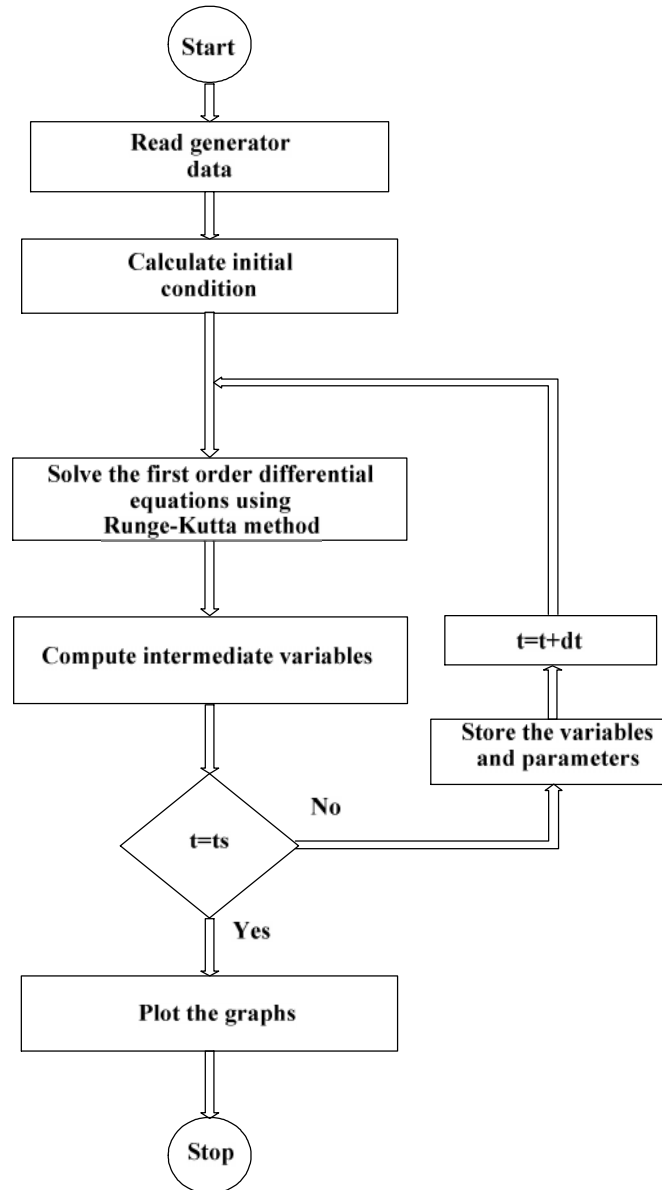 Start
Read generator
data
Calculate initial
condition
Solve the first order differential
equations using
Runge-Kutta method
Compute intermediate variables
t=t+dt
Store the variables
and parameters
No
t=ts
Yes
Plot the graphs
Stop